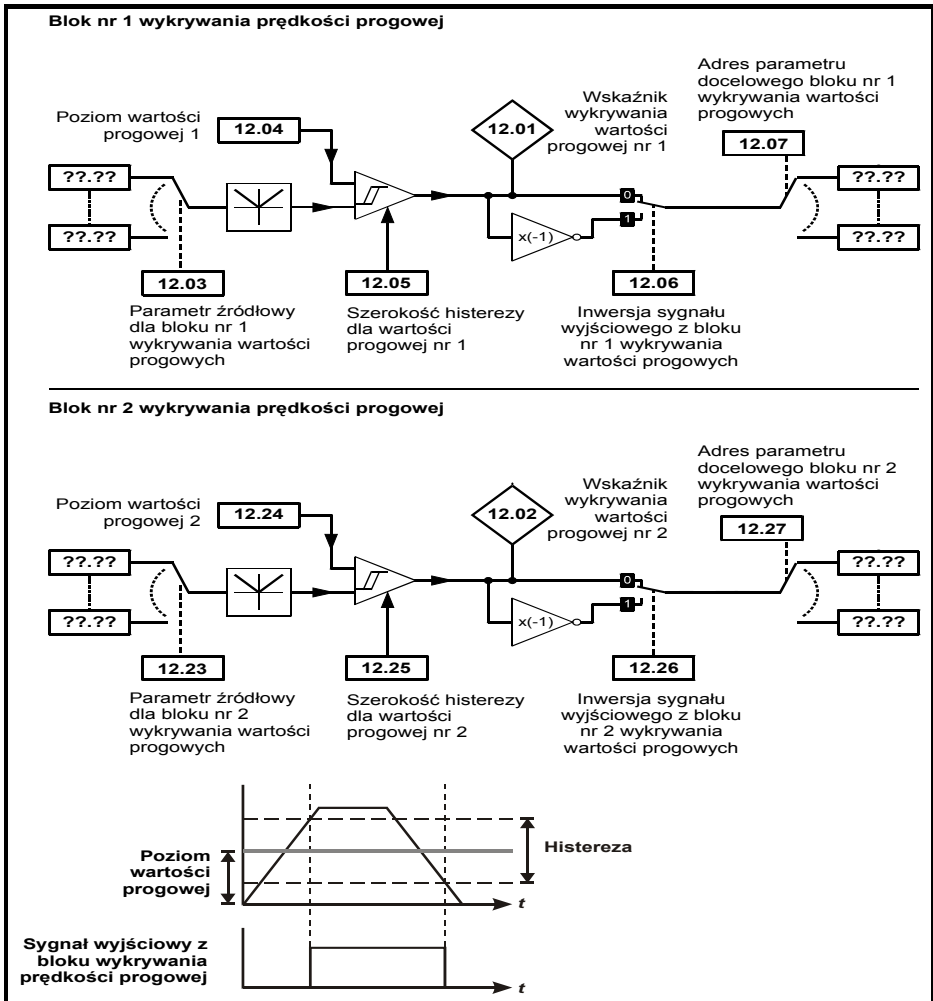 Blok nr 1 wykrywania prędkości progowej
Poziom wartości
progowej 1
12.04
12.01
Wskaźnik
wykrywania
wartości
progowej nr 1
Adres parametru
docelowego bloku nr 1
wykrywania wartości
progowych
12.07
??.??
??.??
12.03
Parametr źródłowy
dla bloku nr 1
wykrywania wartości
progowych
12.05
Szerokość histerezy
dla wartości
progowej nr 1
x(-1)
0
1
12.06
Inwersja sygnału
wyjściowego z bloku
nr 1 wykrywania
wartości progowych
??.??
??.??
Blok nr 2 wykrywania prędkości progowej
Poziom wartości
progowej 2
12.24
12.02
Wskaźnik
wykrywania
wartości
progowej nr 2
Adres parametru
docelowego bloku nr 2
wykrywania wartości
progowych
12.27
??.??
??.??
12.23
Parametr źródłowy
dla bloku nr 2
wykrywania wartości
progowych
12.25
Szerokość histerezy
dla wartości
progowej nr 2
x(-1)
0
1
12.26
Inwersja sygnału
wyjściowego z bloku
nr 2 wykrywania
wartości progowych
??.??
??.??
Poziom
wartości
progowej
Histereza
t
Sygnał wyjściowy z
bloku wykrywania
prędkości progowej
t